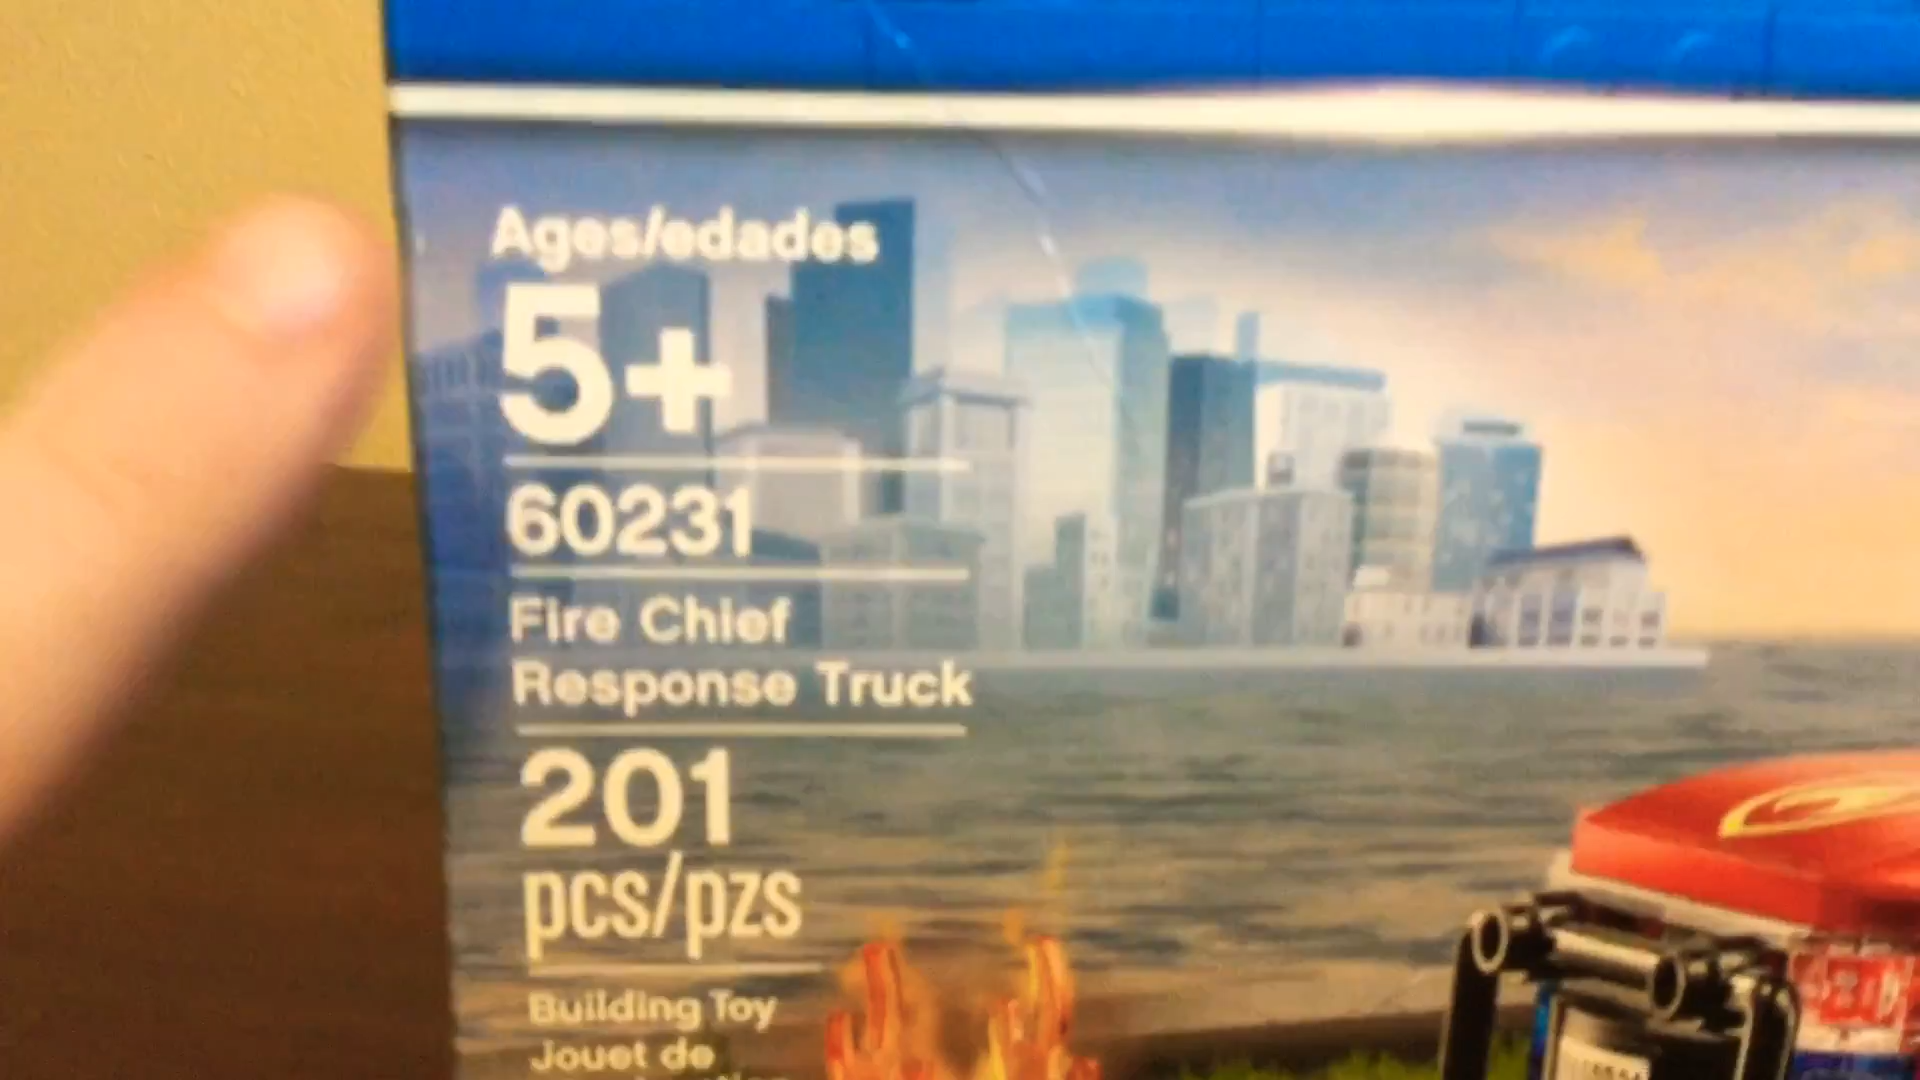 Ages/edades
5+
60231
Fire Chief
Response Truck
201
pcs/pzs
Building Toy
Jouet de